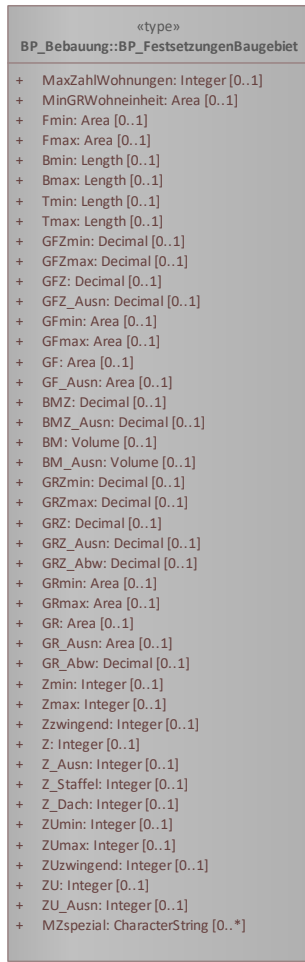 «type»
BP_Bebauung::BP_FestsetzungenBaugebiet
+ MaxZahlWohnungen: Integer [0..1]
+ MinGRWohneinheit: Area [0..1]
+ Fmin: Area [0..1]
+ Fmax: Area [0..1]
+ Bmin: Length [0..1]
+ Bmax: Length [0..1]
+ Tmin: Length [0..1]
+ Tmax: Length [0..1]
+ GFZmin: Decimal [0..1]
+ GFZmax: Decimal [0..1]
+ GFZ: Decimal [0..1]
+ GFZ_Ausn: Decimal [0..1]
+ GFmin: Area [0..1]
+ GFmax: Area [0..1]
+ GF: Area [0..1]
+ GF_Ausn: Area [0..1]
+ BMZ: Decimal [0..1]
+ BMZ_Ausn: Decimal [0..1]
+ BM: Volume [0..1]
+ BM_Ausn: Volume [0..1]
+ GRZmin: Decimal [0..1]
+ GRZmax: Decimal [0..1]
+ GRZ: Decimal [0..1]
+ GRZ_Ausn: Decimal [0..1]
+ GRZ_Abw: Decimal [0..1]
+ GRmin: Area [0..1]
+ GRmax: Area [0..1]
+ GR: Area [0..1]
+ GR_Ausn: Area [0..1]
+ GR_Abw: Decimal [0..1]
+ Zmin: Integer [0..1]
+ Zmax: Integer [0..1]
+ Zzwingend: Integer [0..1]
+ Z: Integer [0..1]
+ Z_Ausn: Integer [0..1]
+ Z_Staffel: Integer [0..1]
+ Z_Dach: Integer [0..1]
+ ZUmin: Integer [0..1]
+ ZUmax: Integer [0..1]
+ ZUzwingend: Integer [0..1]
+ ZU: Integer [0..1]
+ ZU_Ausn: Integer [0..1]
+ MZspezial: CharacterString [0..*]